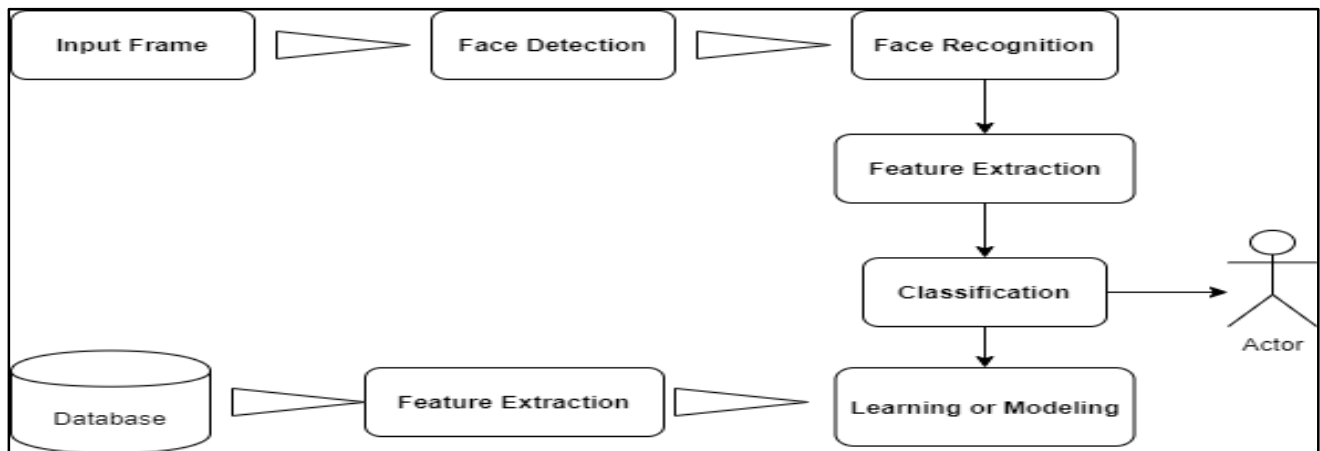 Input Frame
Face Detection
Face Recognition
Feature Extraction
Classification
Actor
Database
Feature Extraction
Learning or Modeling